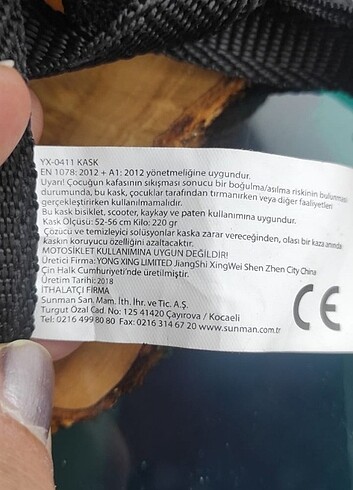 YX-0411 KASK
EN 1078: 2012 + A1: 2012 yönetmeliğine uygundur.
Uyarı! Çocuğun kafasının sıkışması sonucu bir boğulma/asılma riskinin bulunması
durumunda, bu kask, çocuklar tarafından tırmanırken veya diğer faaliyetleri
gerçekleştirirken kullanılmamalıdır.
Bu kask bisiklet, scooter, kaykay ve paten kullanımına uygundur.
Kask Ölçüsü: 52-56 cm Kilo: 220 gr
Çözücü ve temizleyici solüsyonlar kaska zarar vereceğinden, olası bir kaza anında
kaskın koruyucu özelliğini azaltacaktır.
MOTOSİKLET KULLANIMINA UYGUN DEĞİLDİR!
Üretici Firma: YONG XING LIMITED JiangShi XingWei Shen Zhen City China
Çin Halk Cumhuriyeti'nde üretilmiştir.
Üretim Tarihi: 2018
İTHALATÇI FİRMA
Sunman San. Mam. İth. İhr. ve Tic. A.Ş.
Turgut Özal Cad. No: 125 41420 Çayırova / Kocaeli
Tel: 0216 499 80 80 Fax: 0216 314 67 20 www.sunman.com.tr
CE